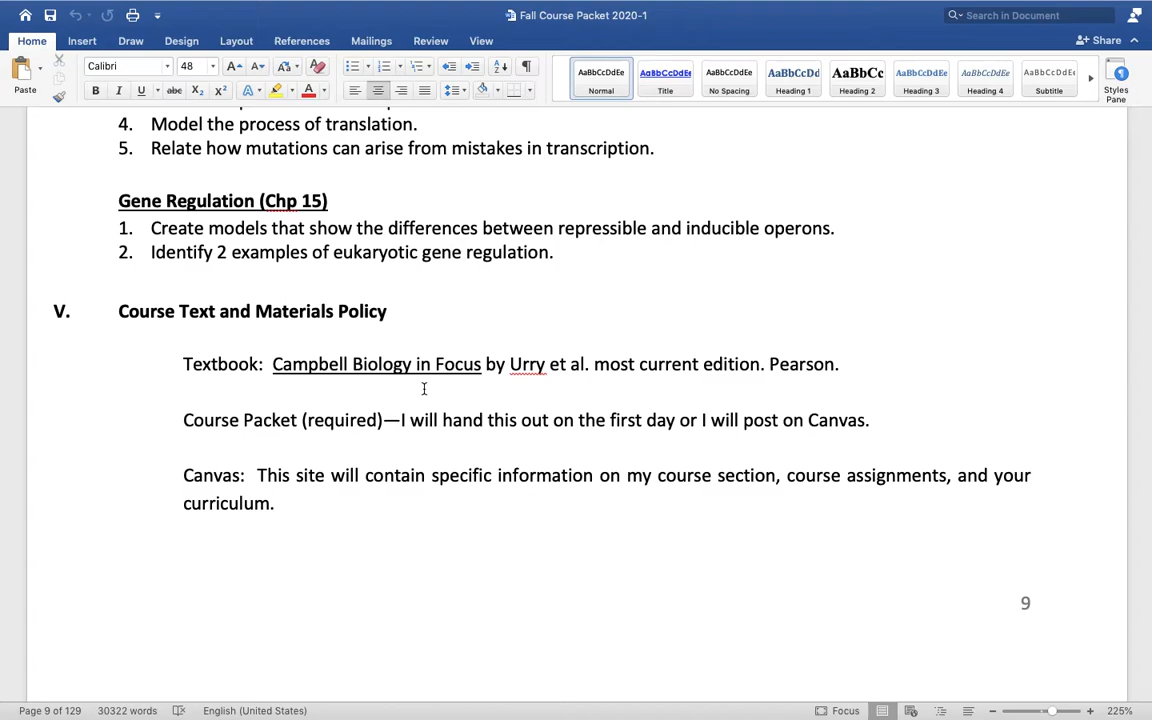 Fall Course Packet 2020-1
Search in Document
Home Insert Draw Design Layout References Mailings Review View
Share
Paste
Calibri 48
AaBbCcDdEe AaBbCcDdEe AaBbCcDdEe AaBbCcDd AaBbCc AaBbCcDdEe AaBbCcDdEe AaBbCcDdEe
Normal Title No Spacing Heading 1 Heading 2 Heading 3 Heading 4 Subtitle
Styles
Pane
4. Model the process of translation.
5. Relate how mutations can arise from mistakes in transcription.
Gene Regulation (Chp 15)
1. Create models that show the differences between repressible and inducible operons.
2. Identify 2 examples of eukaryotic gene regulation.
V. Course Text and Materials Policy
Textbook: Campbell Biology in Focus by Urry et al. most current edition. Pearson.
Course Packet (required)—I will hand this out on the first day or I will post on Canvas.
Canvas: This site will contain specific information on my course section, course assignments, and your
curriculum.
9
Page 9 of 129 30322 words English (United States) Focus 225%